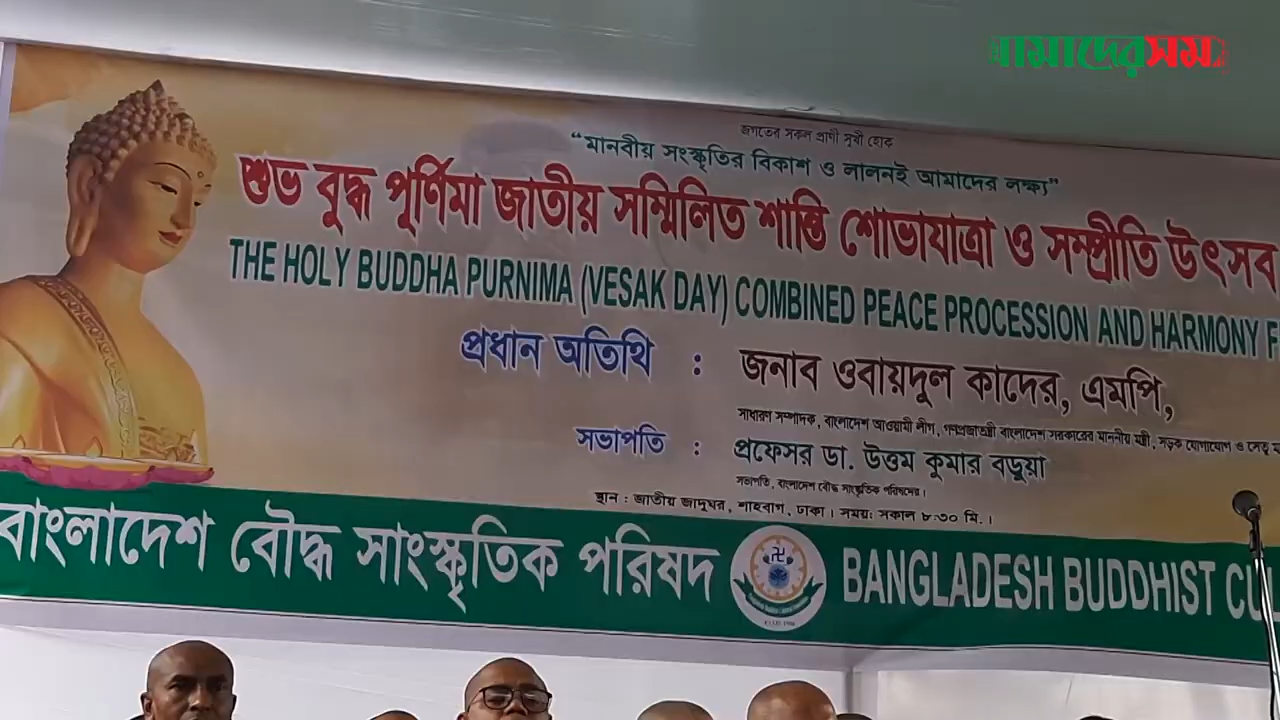 আমাদেরসময়
জগতের সকল প্রাণী সুখী হোক
“মানবীয় সংস্কৃতির বিকাশ ও লালনই আমাদের লক্ষ্য”
শুভ বুদ্ধ পূর্ণিমা জাতীয় সম্মিলিত শান্তি শোভাযাত্রা ও সম্প্রীতি উৎসব
THE HOLY BUDDHA PURNIMA (VESAK DAY) COMBINED PEACE PROCESSION AND HARMONY F
প্রধান অতিথি : জনাব ওবায়দুল কাদের, এমপি,
সাধারণ সম্পাদক, বাংলাদেশ আওয়ামী লীগ, গণপ্রজাতন্ত্রী বাংলাদেশ সরকারের মাননীয় মন্ত্রী, সড়ক যোগাযোগ ও সেতু
সভাপতি : প্রফেসর ডা. উত্তম কুমার বড়ুয়া
সভাপতি, বাংলাদেশ বৌদ্ধ সাংস্কৃতিক পরিষদের।
স্থান : জাতীয় জাদুঘর, শাহবাগ, ঢাকা। সময়: সকাল ৮:৩০ মি.।
বাংলাদেশ বৌদ্ধ সাংস্কৃতিক পরিষদ BANGLADESH BUDDHIST CUL